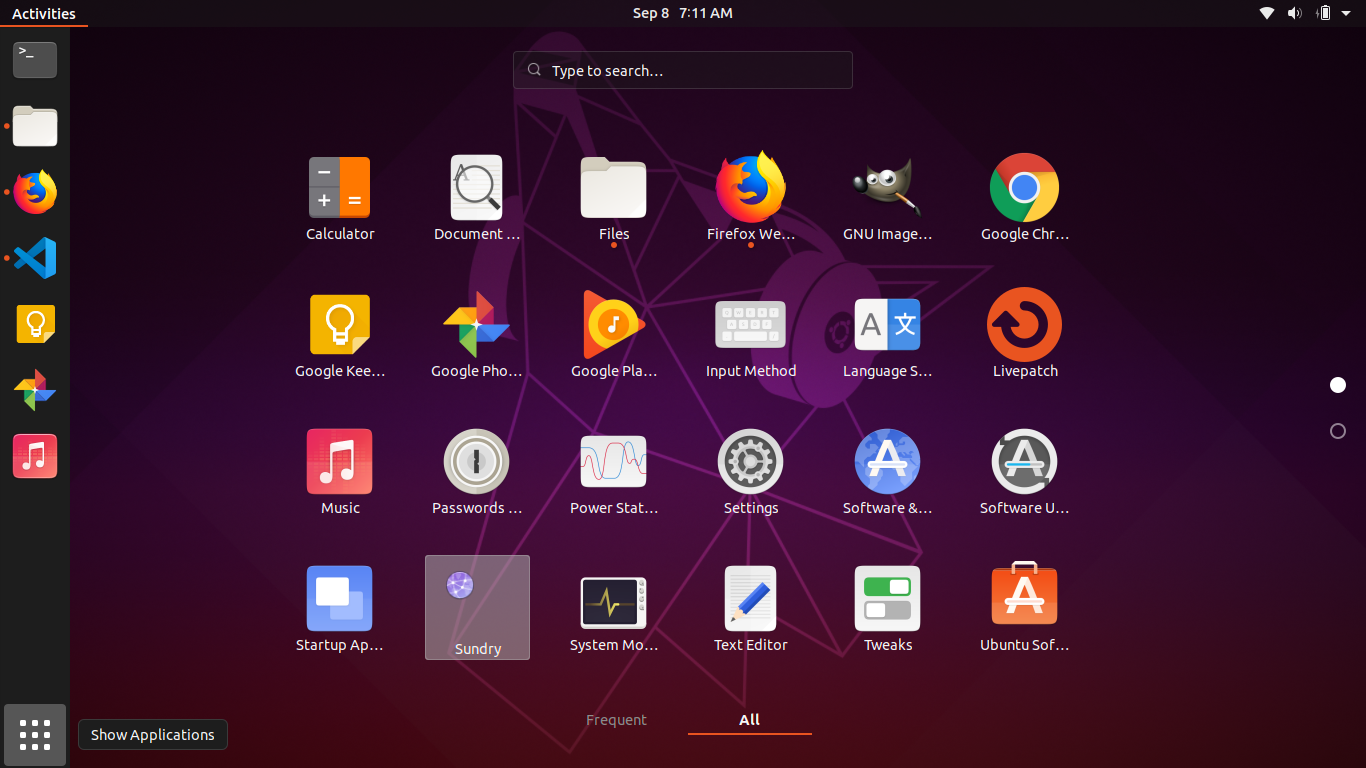 Activities
Sep 8 7:11 AM
>_
Type to search…
Calculator
Document …
Files
Firefox We…
GNU Image…
Google Chr…
Google Kee…
Google Pho…
Google Pla…
Input Method
A 文
Language S…
Livepatch
Music
Passwords …
Power Stat…
Settings
Software &…
Software U…
Startup Ap…
Sundry
System Mo…
Text Editor
Tweaks
Ubuntu Sof…
Frequent
All
Show Applications